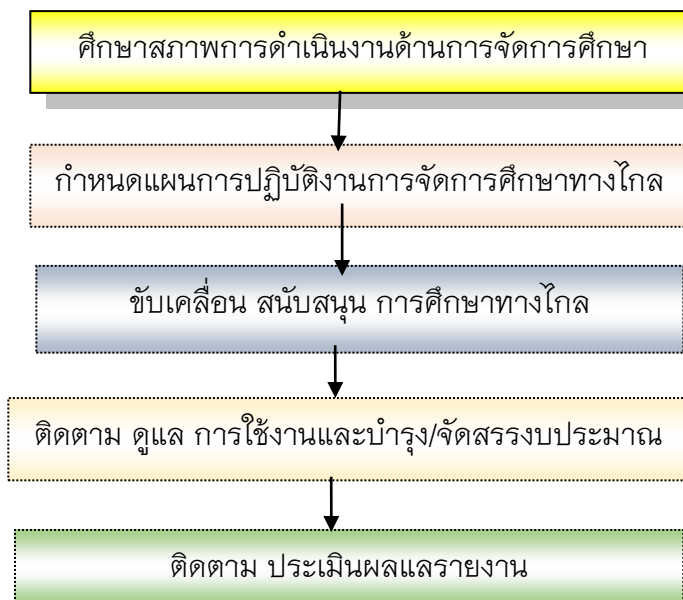 ศึกษาสภาพการดำเนินงานด้านการจัดการศึกษา
กำหนดแผนการปฏิบัติงานการจัดการศึกษาทางไกล
ขับเคลื่อน สนับสนุน การศึกษาทางไกล
ติดตาม ดูแล การใช้งานและบำรุง/จัดสรรงบประมาณ
ติดตาม ประเมินผลแลรายงาน